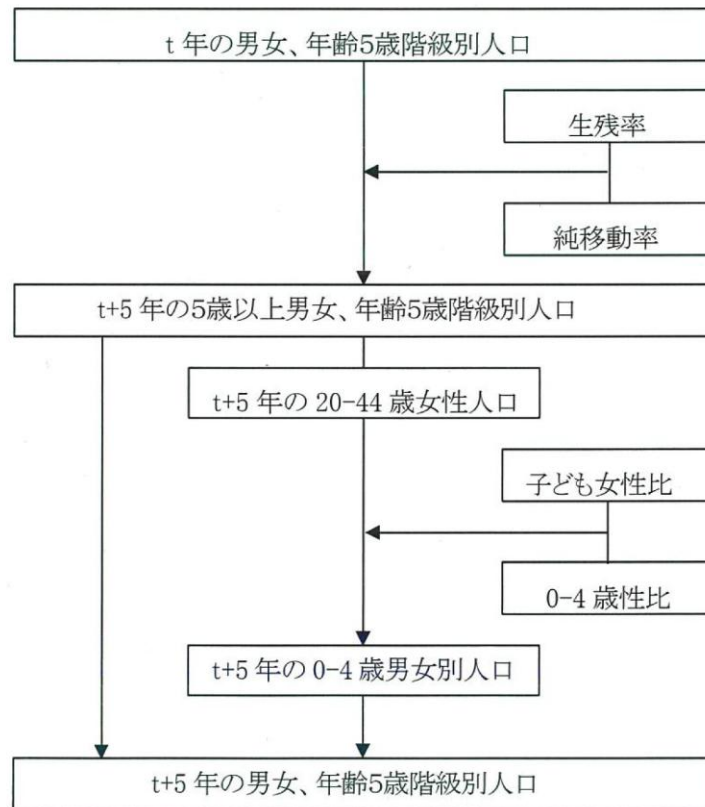 t 年の男女、年齢5歳階級別人口
生残率
純移動率
t+5 年の5歳以上男女、年齢5歳階級別人口
t+5 年の 20-44 歳女性人口
子ども女性比
0-4 歳性比
t+5 年の 0-4 歳男女別人口
t+5 年の男女、年齢5歳階級別人口